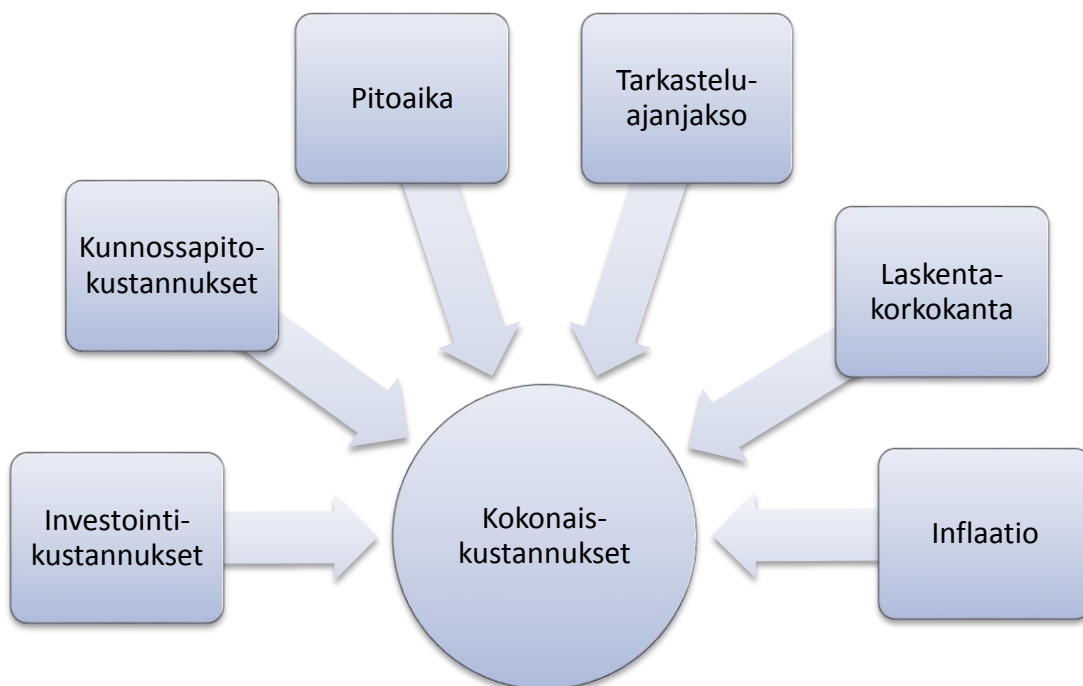 Pitoaika
Tarkastelu-
ajanjakso
Kunnossapito-
kustannukset
Laskenta-
korkokanta
Investointi-
kustannukset
Kokonais-
kustannukset
Inflaatio